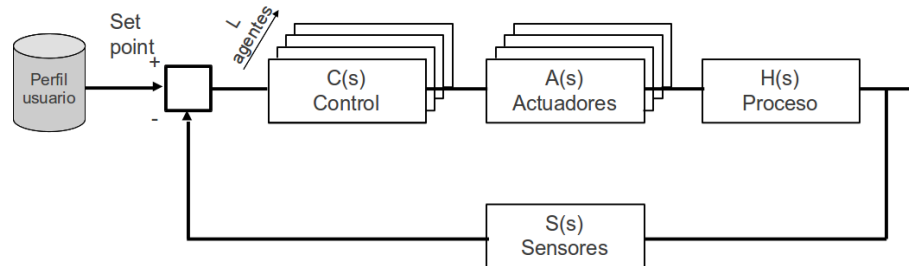 Set
point
+
-
Perfil
usuario
L
agentes
C(s)
Control
A(s)
Actuadores
H(s)
Proceso
S(s)
Sensores